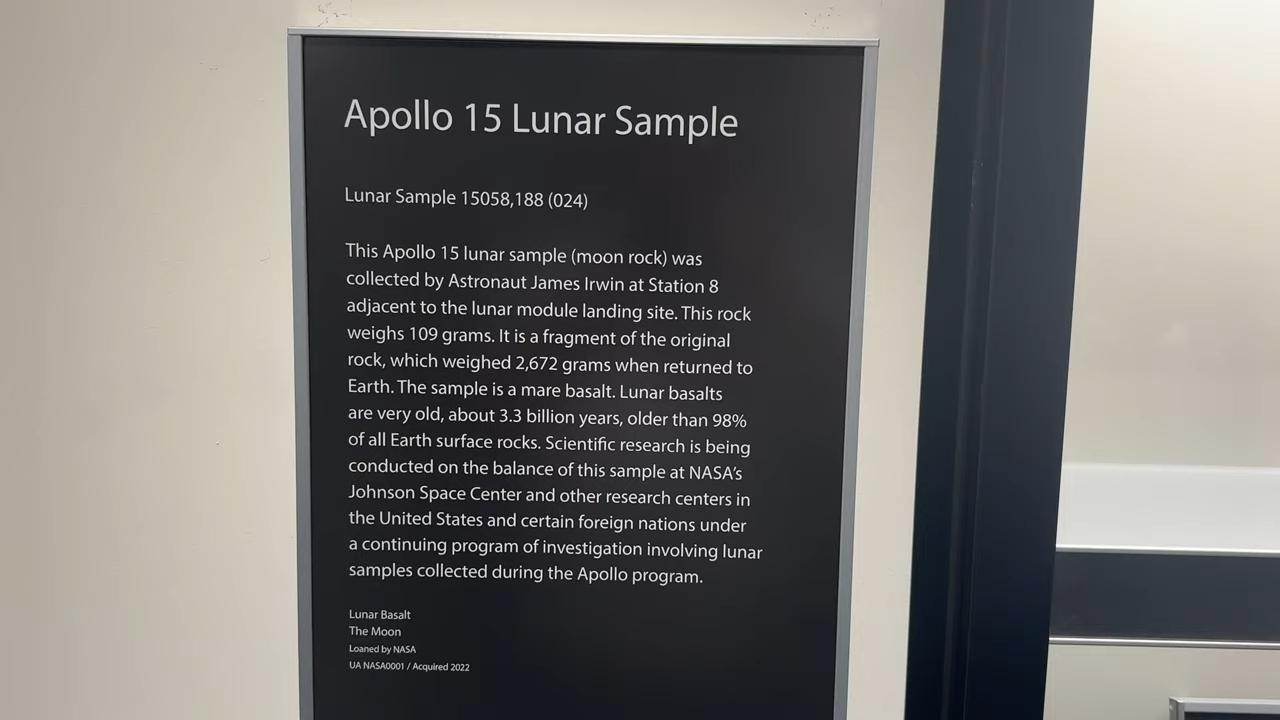 Apollo 15 Lunar Sample
Lunar Sample 15058,188 (024)
This Apollo 15 lunar sample (moon rock) was
collected by Astronaut James Irwin at Station 8
adjacent to the lunar module landing site. This rock
weighs 109 grams. It is a fragment of the original
rock, which weighed 2,672 grams when returned to
Earth. The sample is a mare basalt. Lunar basalts
are very old, about 3.3 billion years, older than 98%
of all Earth surface rocks. Scientific research is being
conducted on the balance of this sample at NASA's
Johnson Space Center and other research centers in
the United States and certain foreign nations under
a continuing program of investigation involving lunar
samples collected during the Apollo program.
Lunar Basalt
The Moon
Loaned by NASA
UA NASA0001 / Acquired 2022